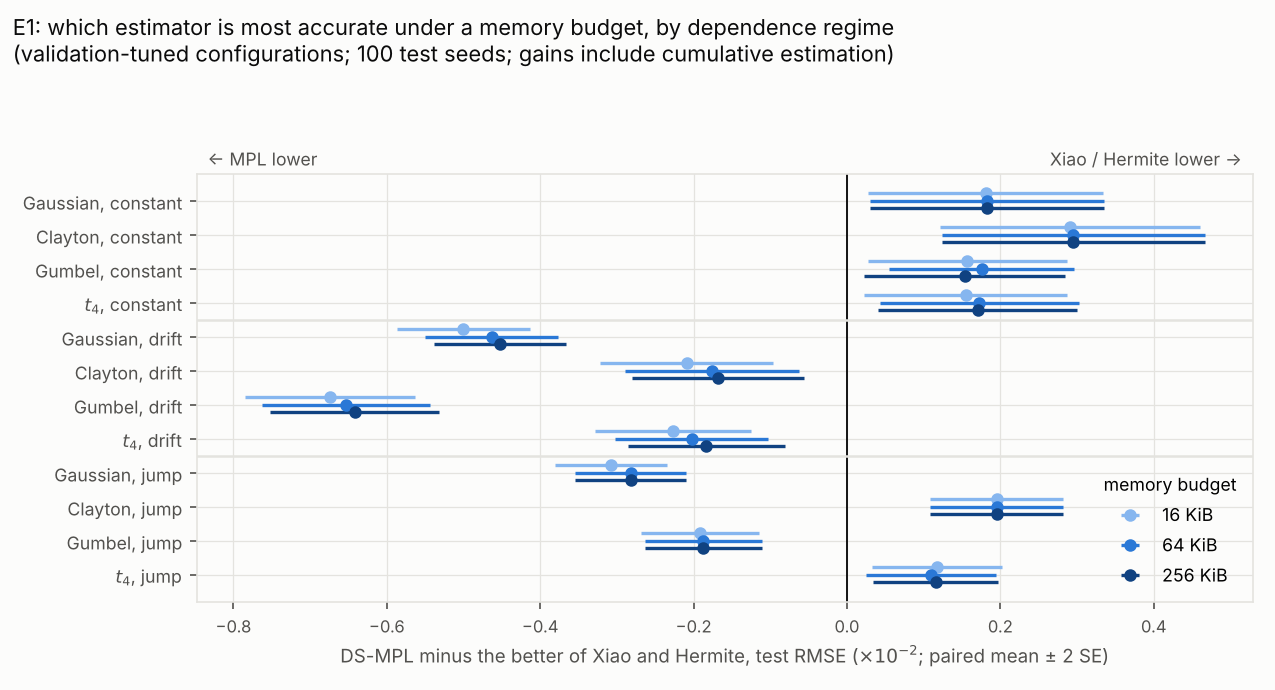 E1: which estimator is most accurate under a memory budget, by dependence regime
(validation-tuned configurations; 100 test seeds; gains include cumulative estimation)
← MPL lower
Xiao / Hermite lower →
Gaussian, constant
Clayton, constant
Gumbel, constant
t₄, constant
Gaussian, drift
Clayton, drift
Gumbel, drift
t₄, drift
Gaussian, jump
Clayton, jump
Gumbel, jump
t₄, jump
memory budget
16 KiB
64 KiB
256 KiB
−0.8 −0.6 −0.4 −0.2 0.0 0.2 0.4
DS-MPL minus the better of Xiao and Hermite, test RMSE (×10⁻²; paired mean ± 2 SE)